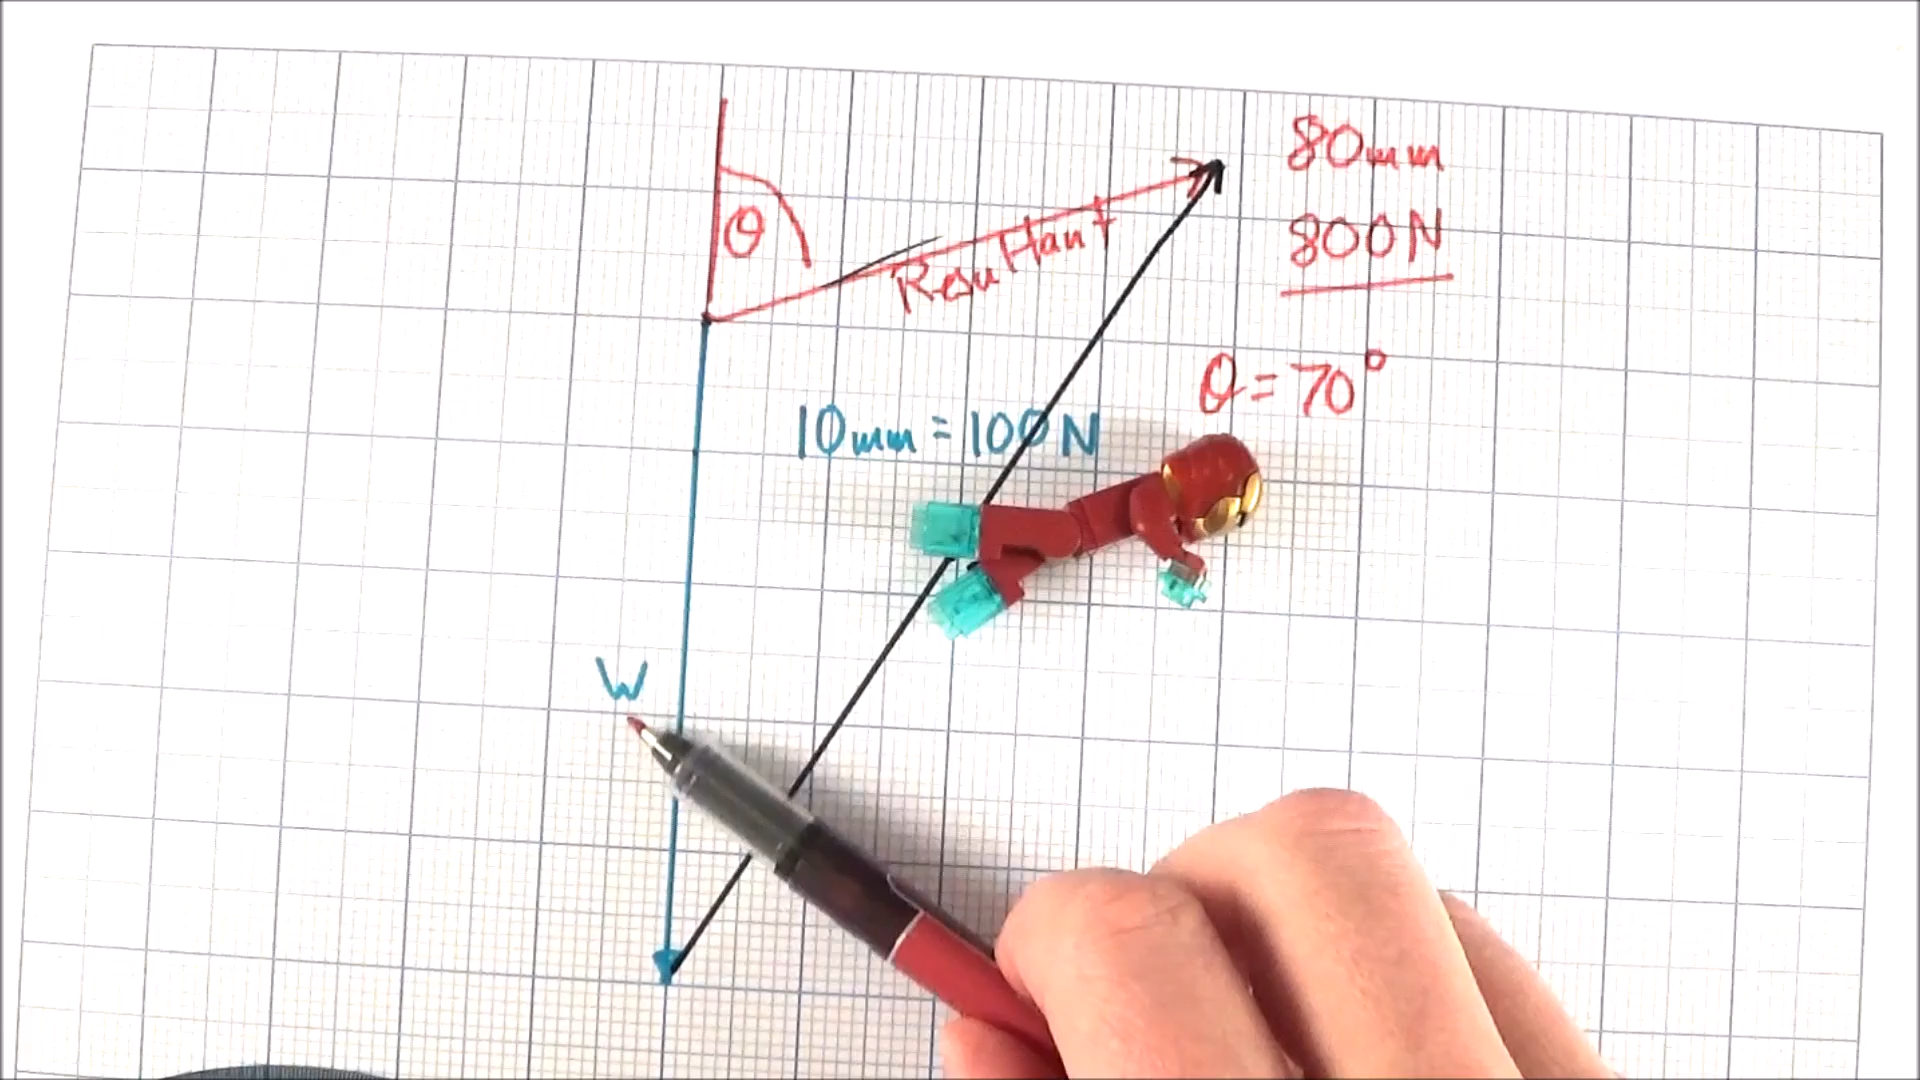 80mm
800N
θ
Resultant
θ = 70°
10mm = 100N
W